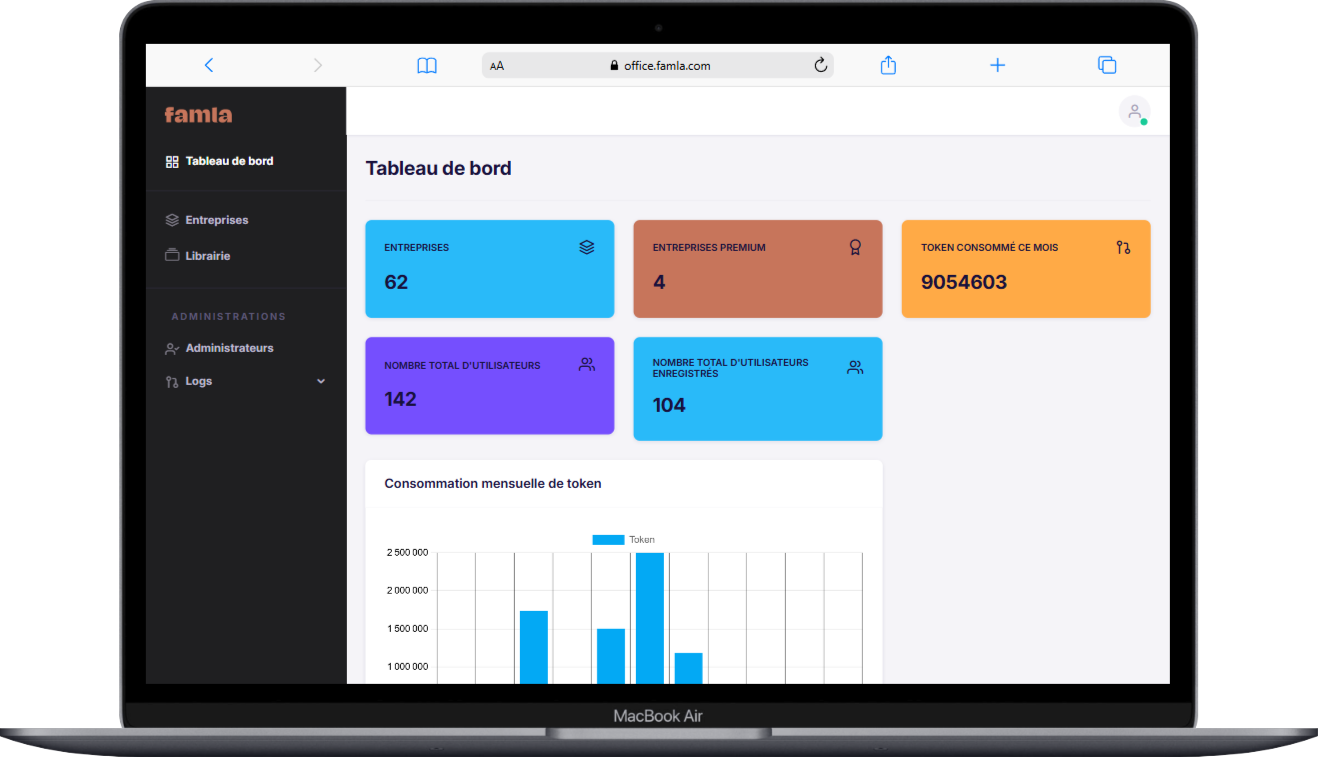 AA
office.famla.com
famla
Tableau de bord
Entreprises
Librairie
ADMINISTRATIONS
Administrateurs
Logs
Tableau de bord
ENTREPRISES
62
ENTREPRISES PREMIUM
4
TOKEN CONSOMMÉ CE MOIS
9054603
NOMBRE TOTAL D'UTILISATEURS
142
NOMBRE TOTAL D'UTILISATEURS
ENREGISTRÉS
104
Consommation mensuelle de token
Token
2 500 000
2 000 000
1 500 000
1 000 000
MacBook Air